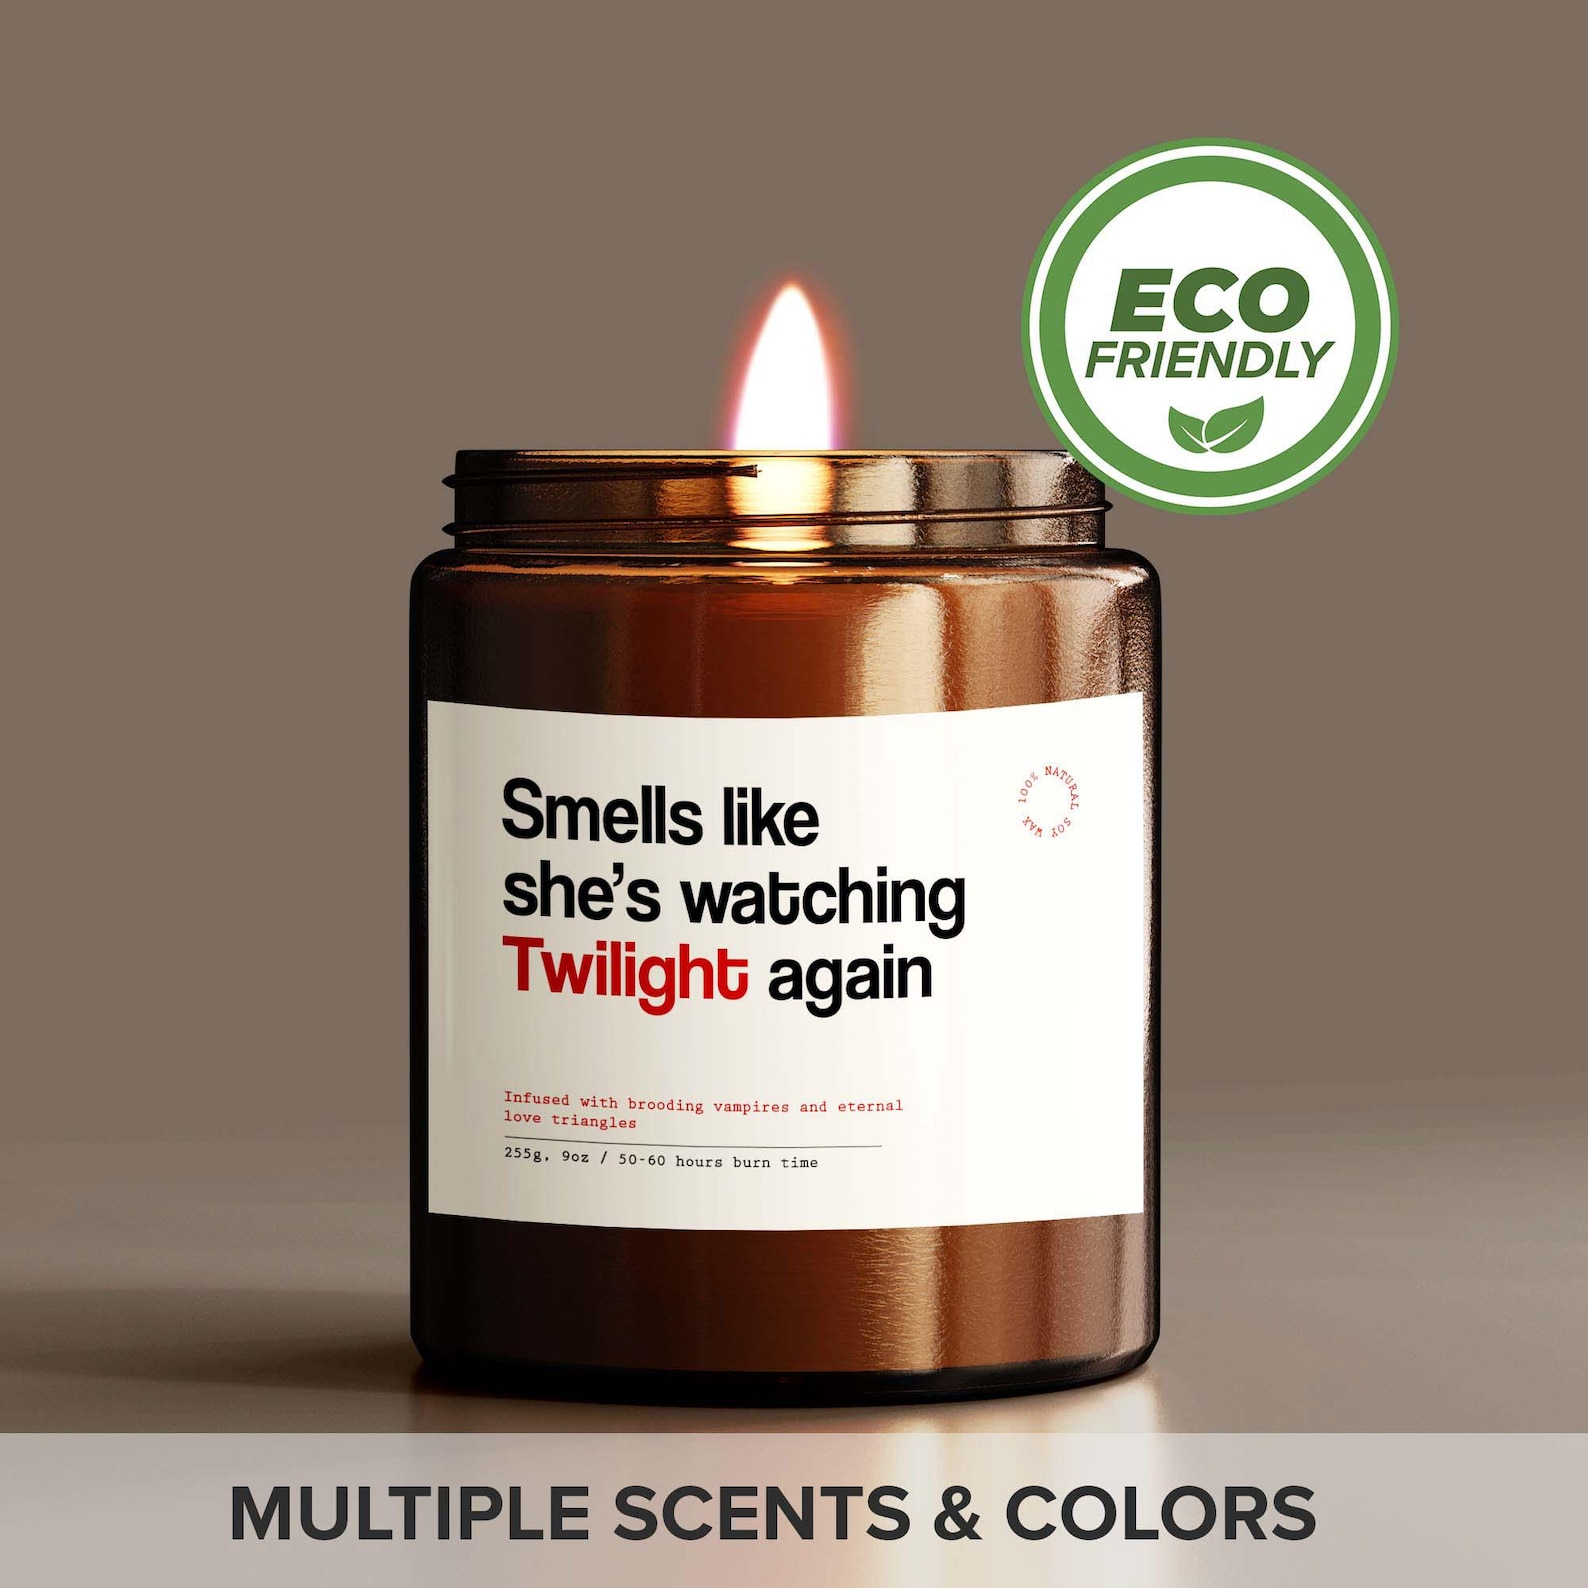 ECO
FRIENDLY
Smells like
she's watching
Twilight again
100% NATURAL SOY WAX
Infused with brooding vampires and eternal
love triangles
255g, 9oz / 50-60 hours burn time
MULTIPLE SCENTS & COLORS